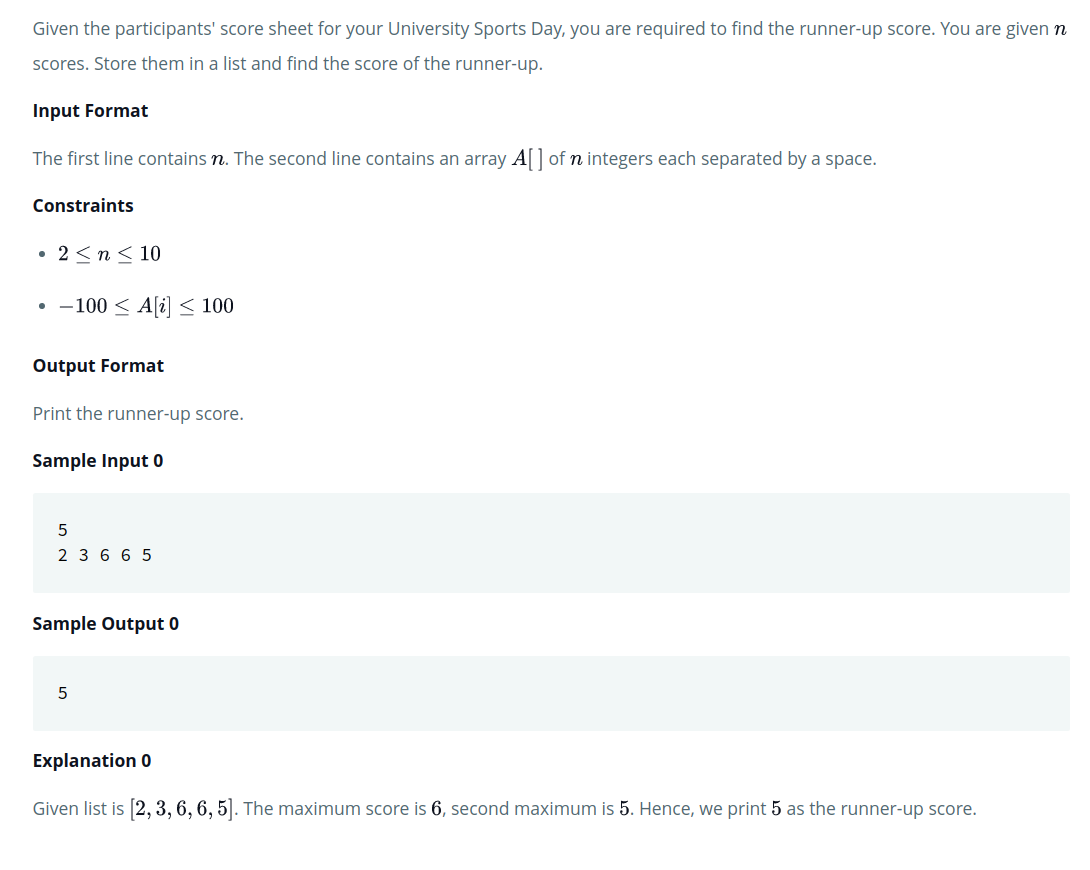 Given the participants' score sheet for your University Sports Day, you are required to find the runner-up score. You are given n
scores. Store them in a list and find the score of the runner-up.
Input Format
The first line contains n. The second line contains an array A[] of n integers each separated by a space.
Constraints
• 2 ≤ n ≤ 10
• −100 ≤ A[i] ≤ 100
Output Format
Print the runner-up score.
Sample Input 0
5
2 3 6 6 5
Sample Output 0
5
Explanation 0
Given list is [2, 3, 6, 6, 5]. The maximum score is 6, second maximum is 5. Hence, we print 5 as the runner-up score.